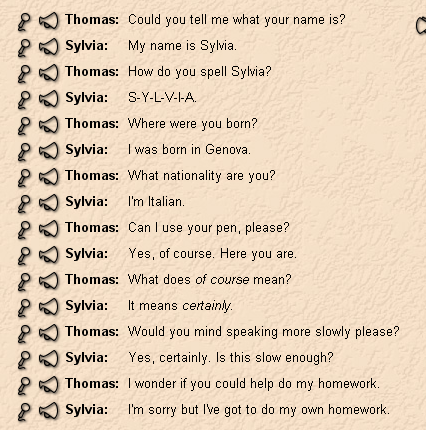 Thomas: Could you tell me what your name is?
Sylvia: My name is Sylvia.
Thomas: How do you spell Sylvia?
Sylvia: S-Y-L-V-I-A.
Thomas: Where were you born?
Sylvia: I was born in Genova.
Thomas: What nationality are you?
Sylvia: I'm Italian.
Thomas: Can I use your pen, please?
Sylvia: Yes, of course. Here you are.
Thomas: What does of course mean?
Sylvia: It means certainly.
Thomas: Would you mind speaking more slowly please?
Sylvia: Yes, certainly. Is this slow enough?
Thomas: I wonder if you could help do my homework.
Sylvia: I'm sorry but I've got to do my own homework.